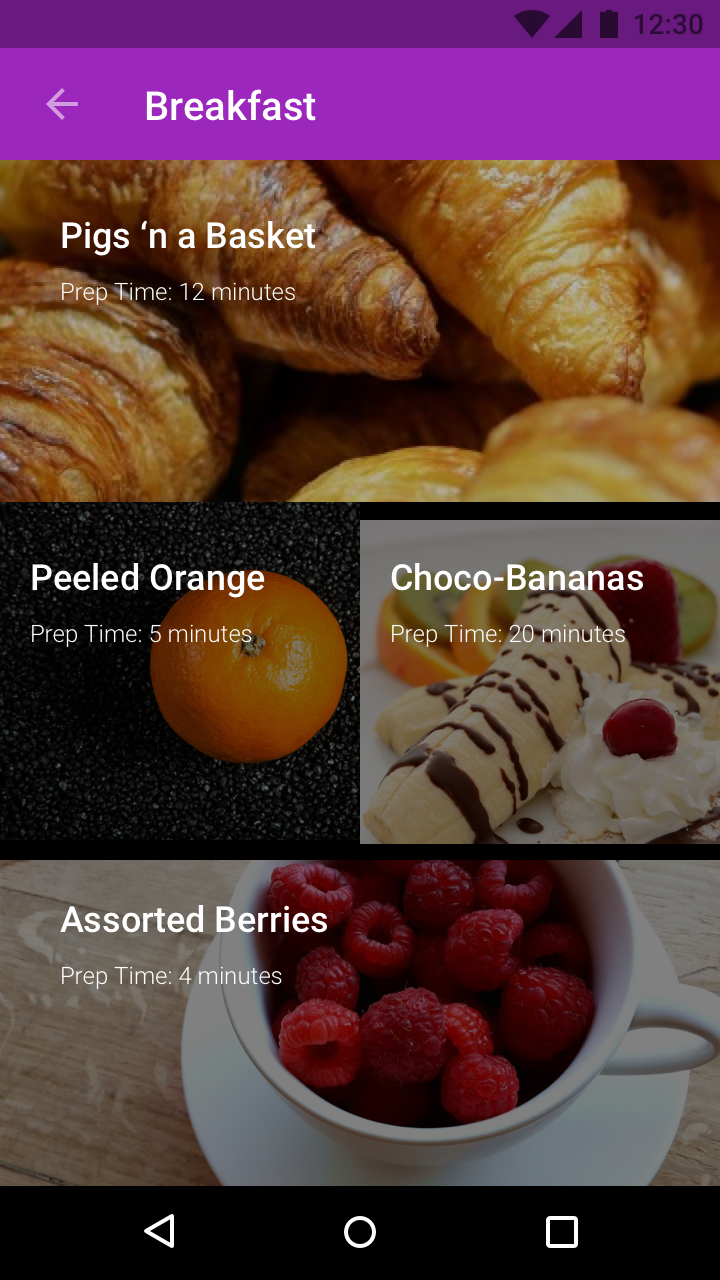 12:30
Breakfast
Pigs ‘n a Basket
Prep Time: 12 minutes
Peeled Orange
Prep Time: 5 minutes
Choco-Bananas
Prep Time: 20 minutes
Assorted Berries
Prep Time: 4 minutes